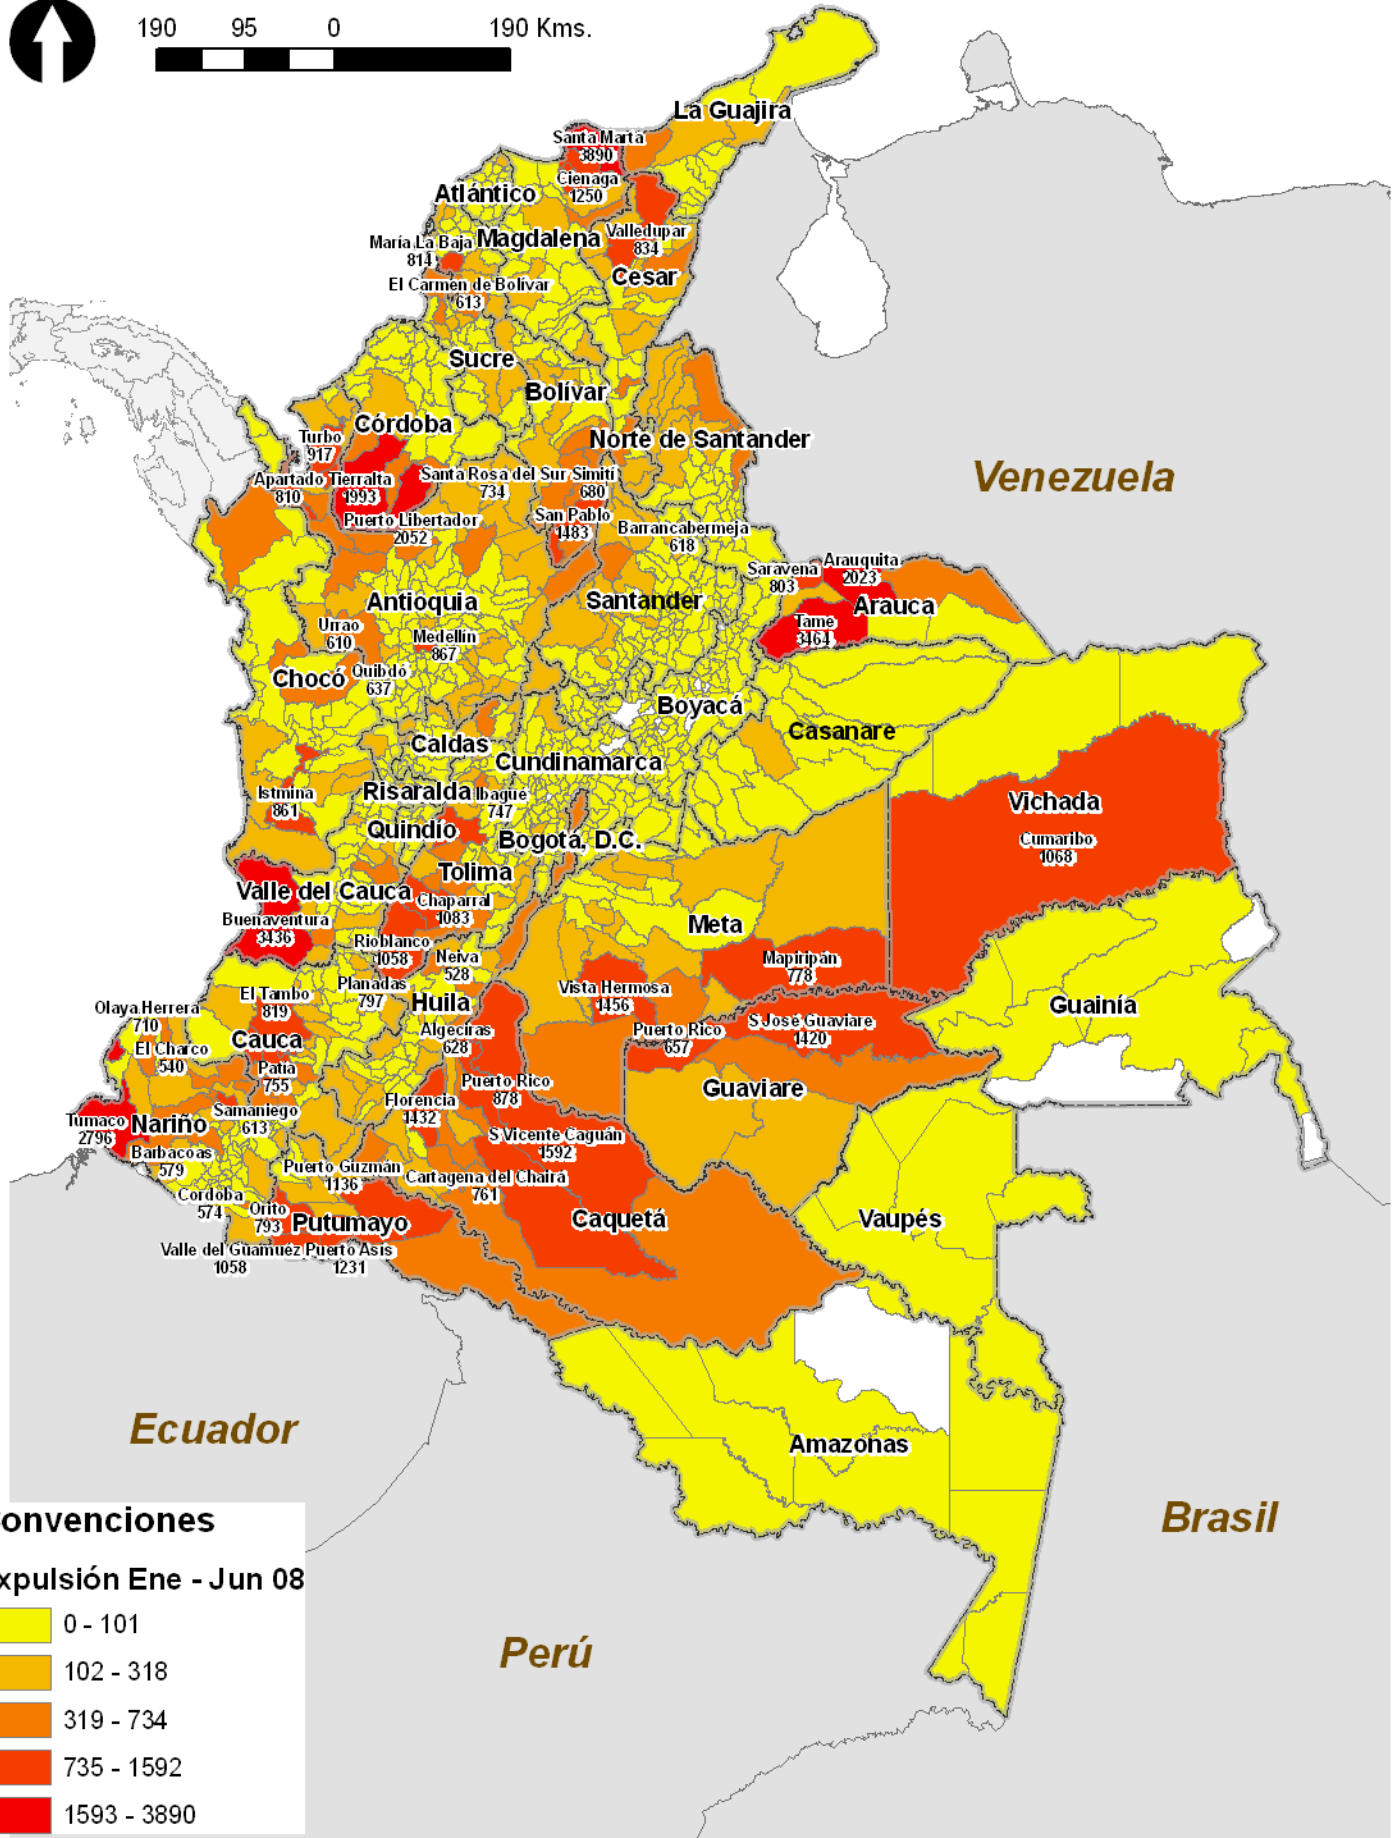 190 95 0 190 Kms.
La Guajira
Santa Marta
3890
Cienaga
1250
Atlántico
María La Baja
814
Magdalena
Valledupar
834
Cesar
El Carmen de Bolívar
613
Sucre
Bolívar
Córdoba
Turbo
917
Norte de Santander
Venezuela
Apartado
810
Tierralta
1993
Santa Rosa del Sur
734
Simití
680
Puerto Libertador
2052
San Pablo
1483
Barrancabermeja
618
Saravena
803
Arauquita
2023
Arauca
Tame
3464
Antioquia
Santander
Urrao
610
Medellín
867
Chocó
Quibdó
637
Boyacá
Casanare
Caldas
Cundinamarca
Istmina
861
Risaralda
Ibagué
747
Quindío
Bogotá, D.C.
Vichada
Cumaribo
1068
Tolima
Valle del Cauca
Chaparral
1083
Buenaventura
3436
Meta
Rioblanco
1058
Neiva
528
Mapiripán
778
Planadas
797
Vista Hermosa
1456
El Tambo
819
Huila
Guainía
Olaya Herrera
710
Cauca
Algeciras
628
Puerto Rico
657
S José Guaviare
1420
El Charco
540
Patía
755
Puerto Rico
878
Guaviare
Florencia
1432
Samaniego
613
Tumaco
2796
Nariño
S Vicente Caguán
1592
Barbacoas
579
Puerto Guzmán
1136
Cartagena del Chairá
761
Cordoba
574
Orito
793
Putumayo
Caquetá
Vaupés
Valle del Guamuez
1058
Puerto Asis
1231
Ecuador
Amazonas
Brasil
Perú
onvenciones
xpulsión Ene - Jun 08
0 - 101
102 - 318
319 - 734
735 - 1592
1593 - 3890